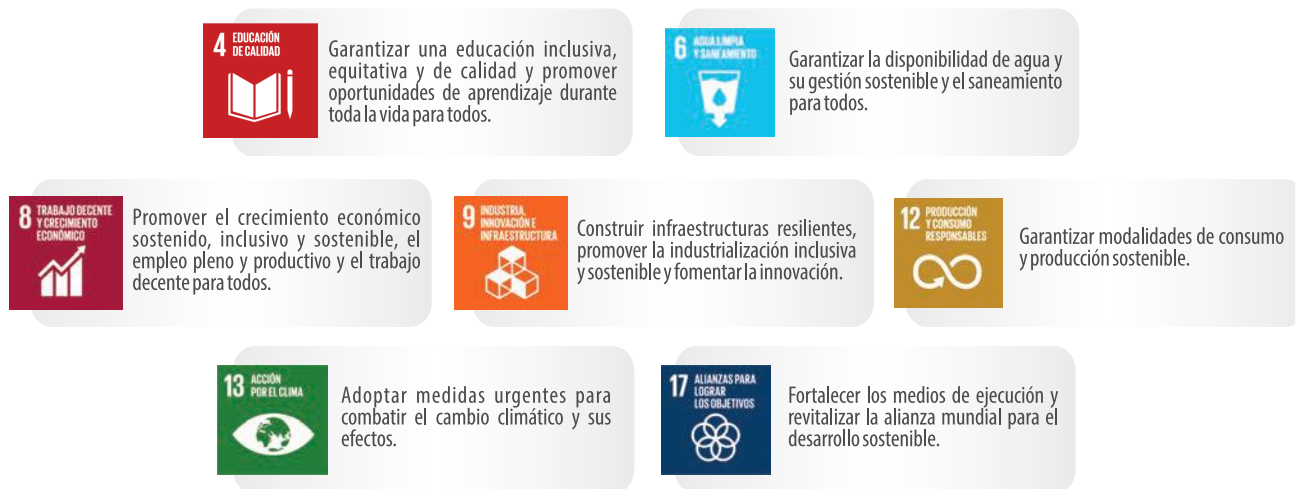 4 EDUCACIÓN
DE CALIDAD
Garantizar una educación inclusiva,
equitativa y de calidad y promover
oportunidades de aprendizaje durante
toda la vida para todos.
6 AGUA LIMPIA
Y SANEAMIENTO
Garantizar la disponibilidad de agua y
su gestión sostenible y el saneamiento
para todos.
8 TRABAJO DECENTE
Y CRECIMIENTO
ECONÓMICO
Promover el crecimiento económico
sostenido, inclusivo y sostenible, el
empleo pleno y productivo y el trabajo
decente para todos.
9 INDUSTRIA,
INNOVACIÓN E
INFRAESTRUCTURA
Construir infraestructuras resilientes,
promover la industrialización inclusiva
y sostenible y fomentar la innovación.
12 PRODUCCIÓN
Y CONSUMO
RESPONSABLES
Garantizar modalidades de consumo
y producción sostenible.
13 ACCIÓN
POR EL CLIMA
Adoptar medidas urgentes para
combatir el cambio climático y sus
efectos.
17 ALIANZAS PARA
LOGRAR
LOS OBJETIVOS
Fortalecer los medios de ejecución y
revitalizar la alianza mundial para el
desarrollo sostenible.